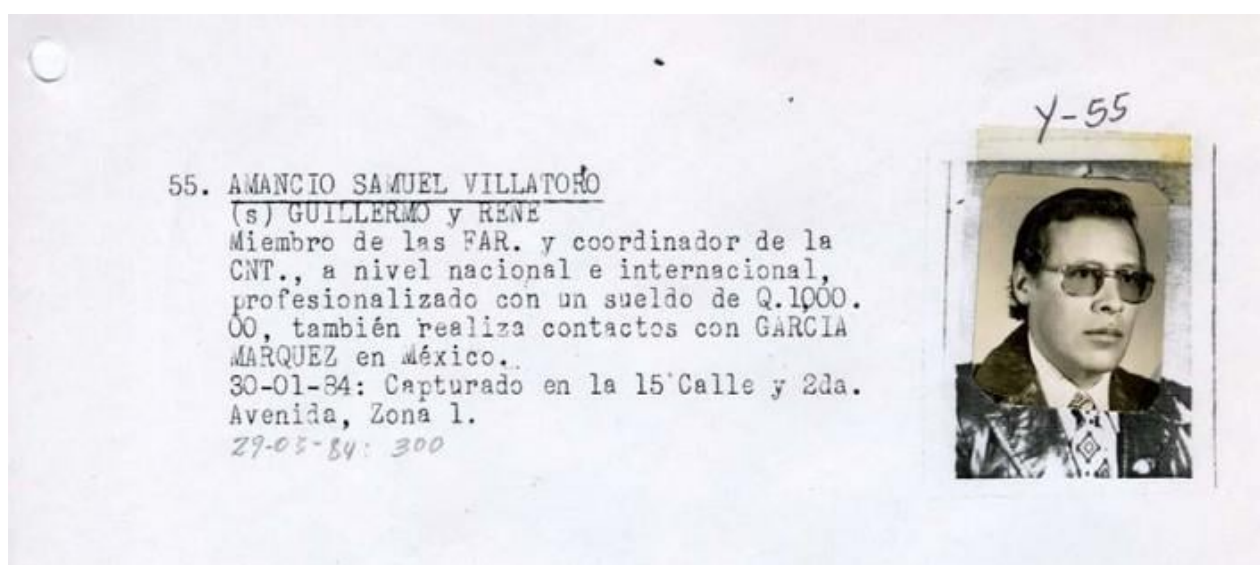 Y-55
55. AMANCIO SAMUEL VILLATORO
(s) GUILLERMO y RENE
Miembro de las FAR. y coordinador de la
CNT., a nivel nacional e internacional,
profesionalizado con un sueldo de Q.1000.
00, también realiza contactos con GARCIA
MARQUEZ en México.
30-01-84: Capturado en la 15 Calle y 2da.
Avenida, Zona 1.
29-03-84: 300